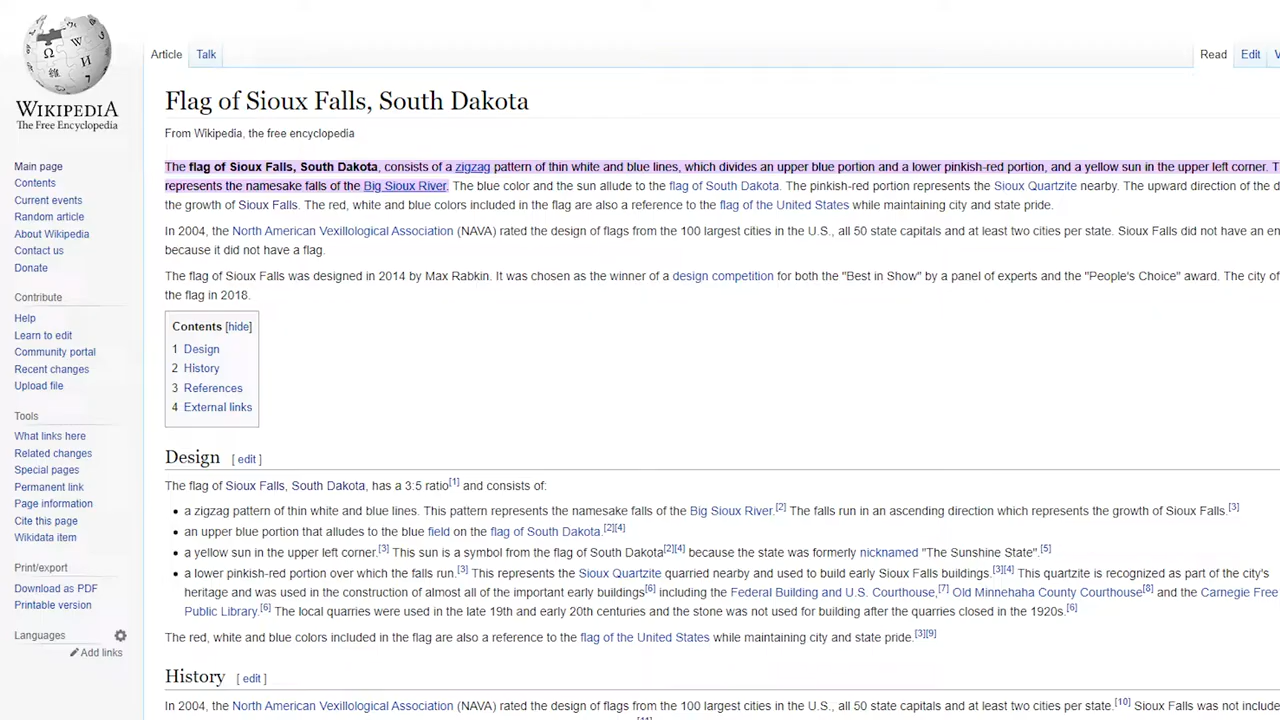 Article
Talk
Read
Edit
WIKIPEDIA
The Free Encyclopedia
Main page
Contents
Current events
Random article
About Wikipedia
Contact us
Donate
Contribute
Help
Learn to edit
Community portal
Recent changes
Upload file
Tools
What links here
Related changes
Special pages
Permanent link
Page information
Cite this page
Wikidata item
Print/export
Download as PDF
Printable version
Languages
Add links
Flag of Sioux Falls, South Dakota
From Wikipedia, the free encyclopedia
The flag of Sioux Falls, South Dakota, consists of a zigzag pattern of thin white and blue lines, which divides an upper blue portion and a lower pinkish-red portion, and a yellow sun in the upper left corner.
represents the namesake falls of the Big Sioux River. The blue color and the sun allude to the flag of South Dakota. The pinkish-red portion represents the Sioux Quartzite nearby. The upward direction of the
the growth of Sioux Falls. The red, white and blue colors included in the flag are also a reference to the flag of the United States while maintaining city and state pride.
In 2004, the North American Vexillological Association (NAVA) rated the design of flags from the 100 largest cities in the U.S., all 50 state capitals and at least two cities per state. Sioux Falls did not have an
because it did not have a flag.
The flag of Sioux Falls was designed in 2014 by Max Rabkin. It was chosen as the winner of a design competition for both the "Best in Show" by a panel of experts and the "People's Choice" award. The city of
the flag in 2018.
Contents [hide]
1 Design
2 History
3 References
4 External links
Design [ edit ]
The flag of Sioux Falls, South Dakota, has a 3:5 ratio[1] and consists of:
• a zigzag pattern of thin white and blue lines. This pattern represents the namesake falls of the Big Sioux River.[2] The falls run in an ascending direction which represents the growth of Sioux Falls.[3]
• an upper blue portion that alludes to the blue field on the flag of South Dakota.[2][4]
• a yellow sun in the upper left corner.[3] This sun is a symbol from the flag of South Dakota[2][4] because the state was formerly nicknamed "The Sunshine State".[5]
• a lower pinkish-red portion over which the falls run.[3] This represents the Sioux Quartzite quarried nearby and used to build early Sioux Falls buildings.[3][4] This quartzite is recognized as part of the city's
heritage and was used in the construction of almost all of the important early buildings[6] including the Federal Building and U.S. Courthouse,[7] Old Minnehaha County Courthouse[8] and the Carnegie Free
Public Library.[6] The local quarries were used in the late 19th and early 20th centuries and the stone was not used for building after the quarries closed in the 1920s.[6]
The red, white and blue colors included in the flag are also a reference to the flag of the United States while maintaining city and state pride.[3][9]
History [ edit ]
In 2004, the North American Vexillological Association (NAVA) rated the design of flags from the 100 largest cities in the U.S., all 50 state capitals and at least two cities per state.[10] Sioux Falls was not
[11]